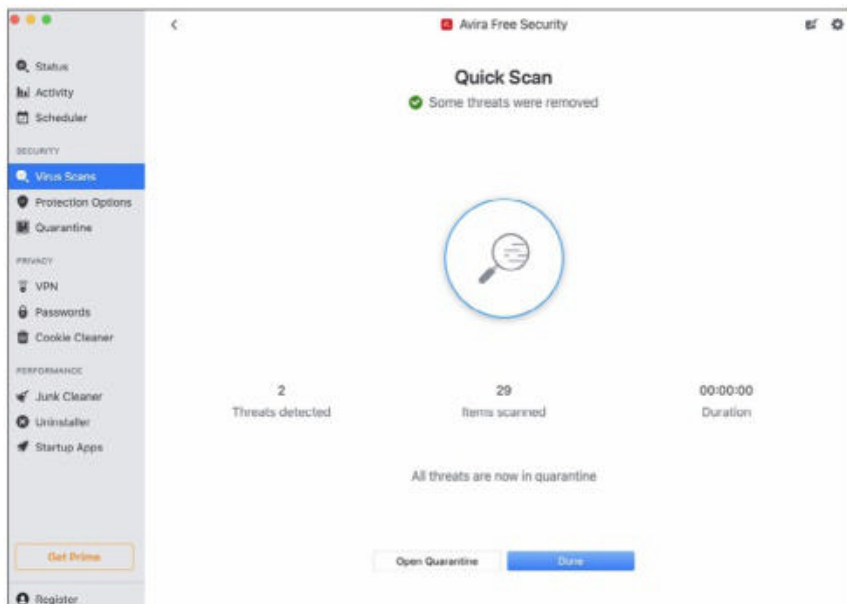 Avira Free Security
Status
Activity
Scheduler
SECURITY
Virus Scans
Protection Options
Quarantine
PRIVACY
VPN
Passwords
Cookie Cleaner
PERFORMANCE
Junk Cleaner
Uninstaller
Startup Apps
Get Prime
Register
Quick Scan
Some threats were removed
2
Threats detected
29
Items scanned
00:00:00
Duration
All threats are now in quarantine
Open Quarantine
Done